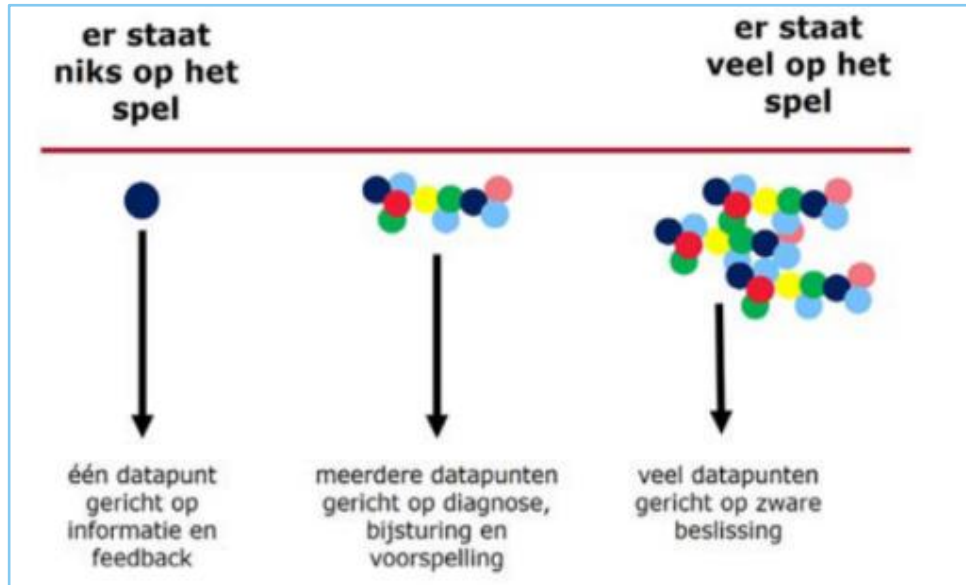 er staat
niks op het
spel
er staat
veel op het
spel
één datapunt
gericht op
informatie en
feedback
meerdere datapunten
gericht op diagnose,
bijsturing en
voorspelling
veel datapunten
gericht op zware
beslissing